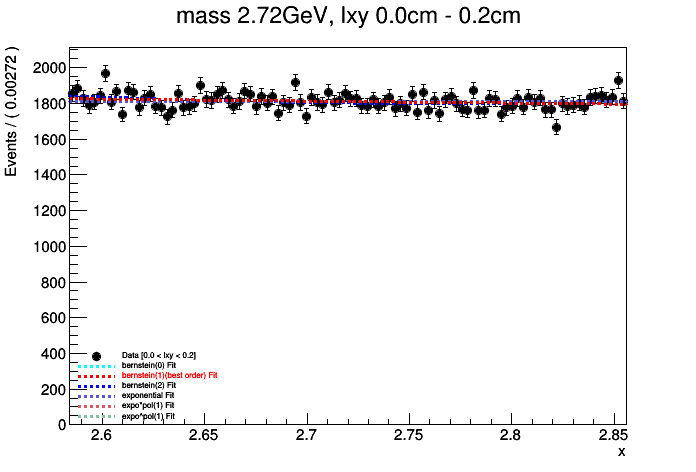 mass 2.72GeV, lxy 0.0cm - 0.2cm
Events / ( 0.00272 )
2000
1800
1600
1400
1200
1000
800
600
400
200
0
Data [0.0 < lxy < 0.2]
bernstein(0) Fit
bernstein(1)(best order) Fit
bernstein(2) Fit
exponential Fit
expo*pol(1) Fit
expo^pol(1) Fit
2.6 2.65 2.7 2.75 2.8 2.85
x